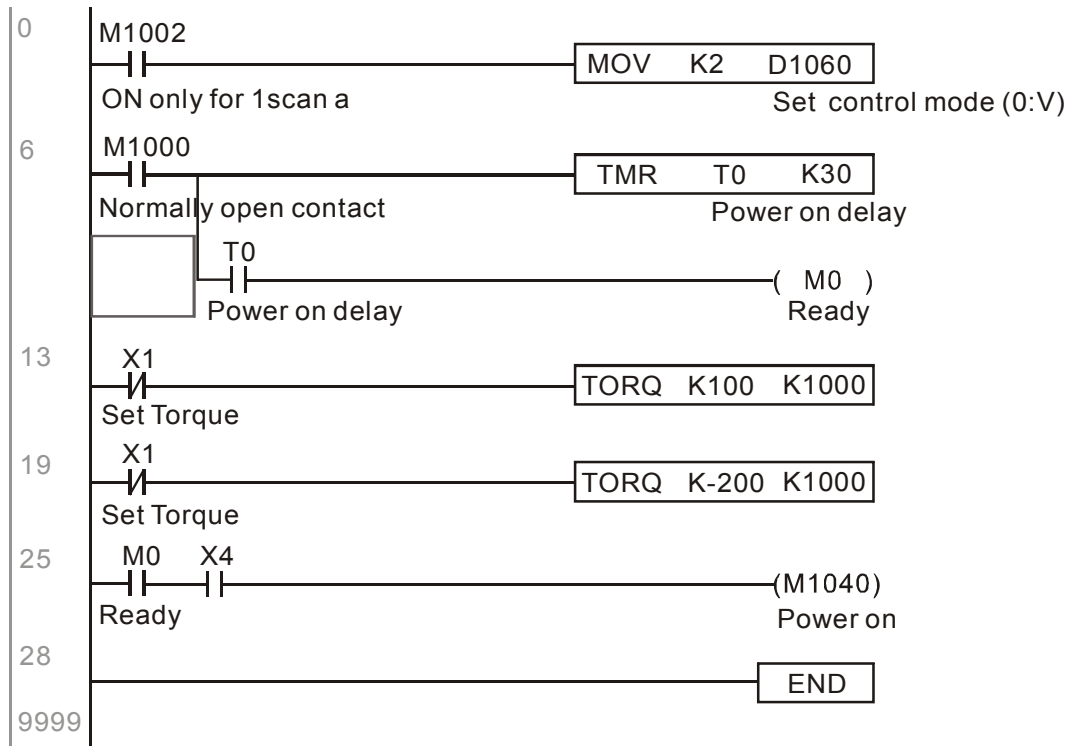 0
M1002
MOV K2 D1060
ON only for 1scan a
Set control mode (0:V)
6
M1000
TMR T0 K30
Normally open contact
Power on delay
T0
( M0 )
Power on delay
Ready
13
X1
TORQ K100 K1000
Set Torque
19
X1
TORQ K-200 K1000
Set Torque
25
M0 X4
(M1040)
Ready
Power on
28
END
9999